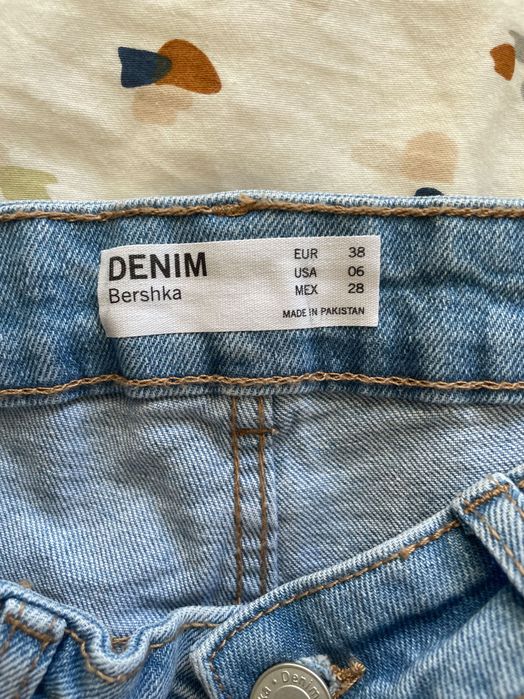 DENIM
Bershka
EUR 38
USA 06
MEX 28
MADE IN PAKISTAN